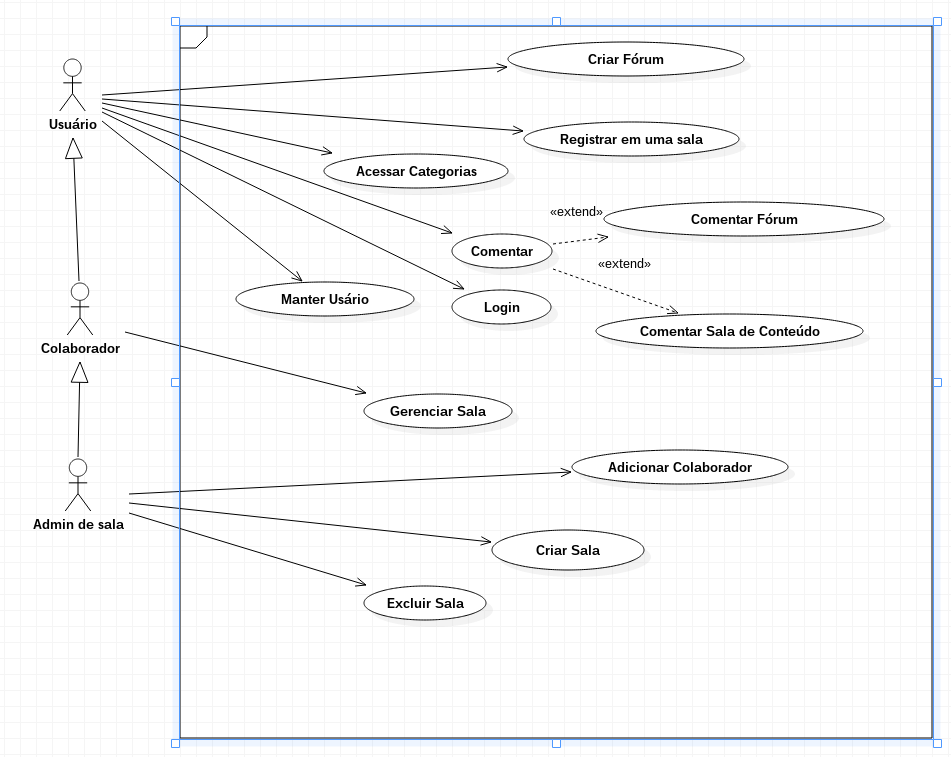 Criar Fórum
Usuário
Registrar em uma sala
Acessar Categorias
«extend»
Comentar Fórum
Comentar
«extend»
Manter Usário
Login
Comentar Sala de Conteúdo
Colaborador
Gerenciar Sala
Adicionar Colaborador
Admin de sala
Criar Sala
Excluir Sala